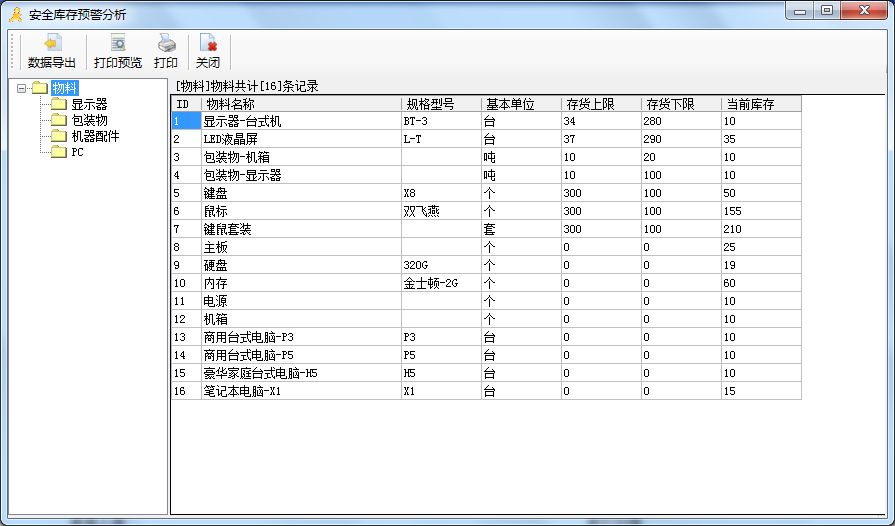 安全库存预警分析
数据导出 打印预览 打印 关闭
物料
显示器
包装物
机器配件
PC
[物料]物料共计[16]条记录
ID 物料名称 规格型号 基本单位 存货上限 存货下限 当前库存
1 显示器-台式机 BT-3 台 34 280 10
2 LED液晶屏 L-T 台 37 290 35
3 包装物-机箱 吨 10 20 10
4 包装物-显示器 吨 10 100 10
5 键盘 X8 个 300 100 50
6 鼠标 双飞燕 个 300 100 155
7 键鼠套装 套 300 100 210
8 主板 个 0 0 25
9 硬盘 320G 个 0 0 19
10 内存 金士顿-2G 个 0 0 60
11 电源 个 0 0 10
12 机箱 个 0 0 10
13 商用台式电脑-P3 P3 台 0 0 10
14 商用台式电脑-P5 P5 台 0 0 10
15 豪华家庭台式电脑-H5 H5 台 0 0 10
16 笔记本电脑-X1 X1 台 0 0 15